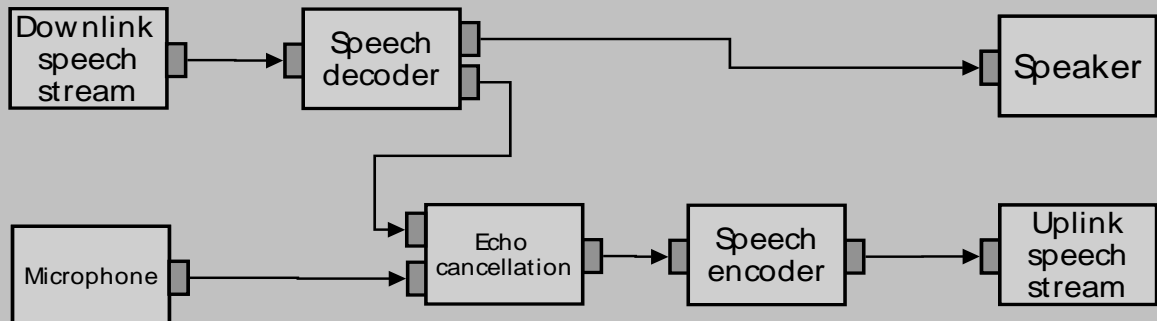 Downlink
speech
stream
Speech
decoder
Speaker
Microphone
Echo
cancellation
Speech
encoder
Uplink
speech
stream